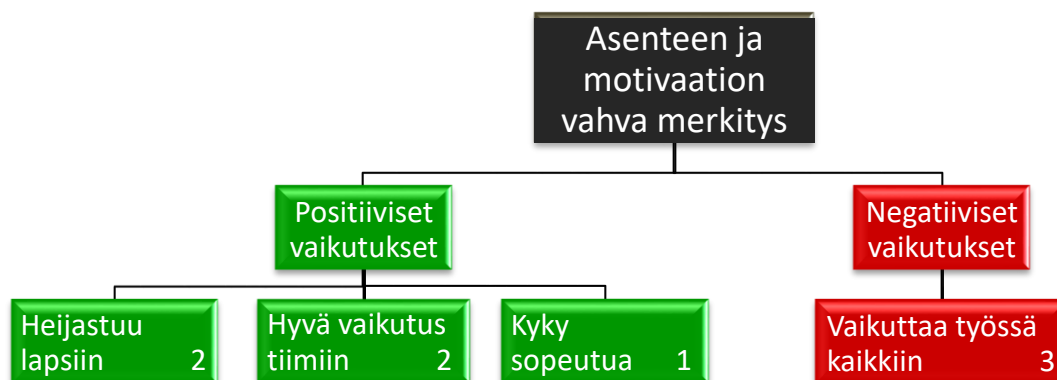 Asenteen ja
motivaation
vahva merkitys
Positiiviset
vaikutukset
Negatiiviset
vaikutukset
Heijastuu
lapsiin 2
Hyvä vaikutus
tiimiin 2
Kyky
sopeutua 1
Vaikuttaa työssä
kaikkiin 3